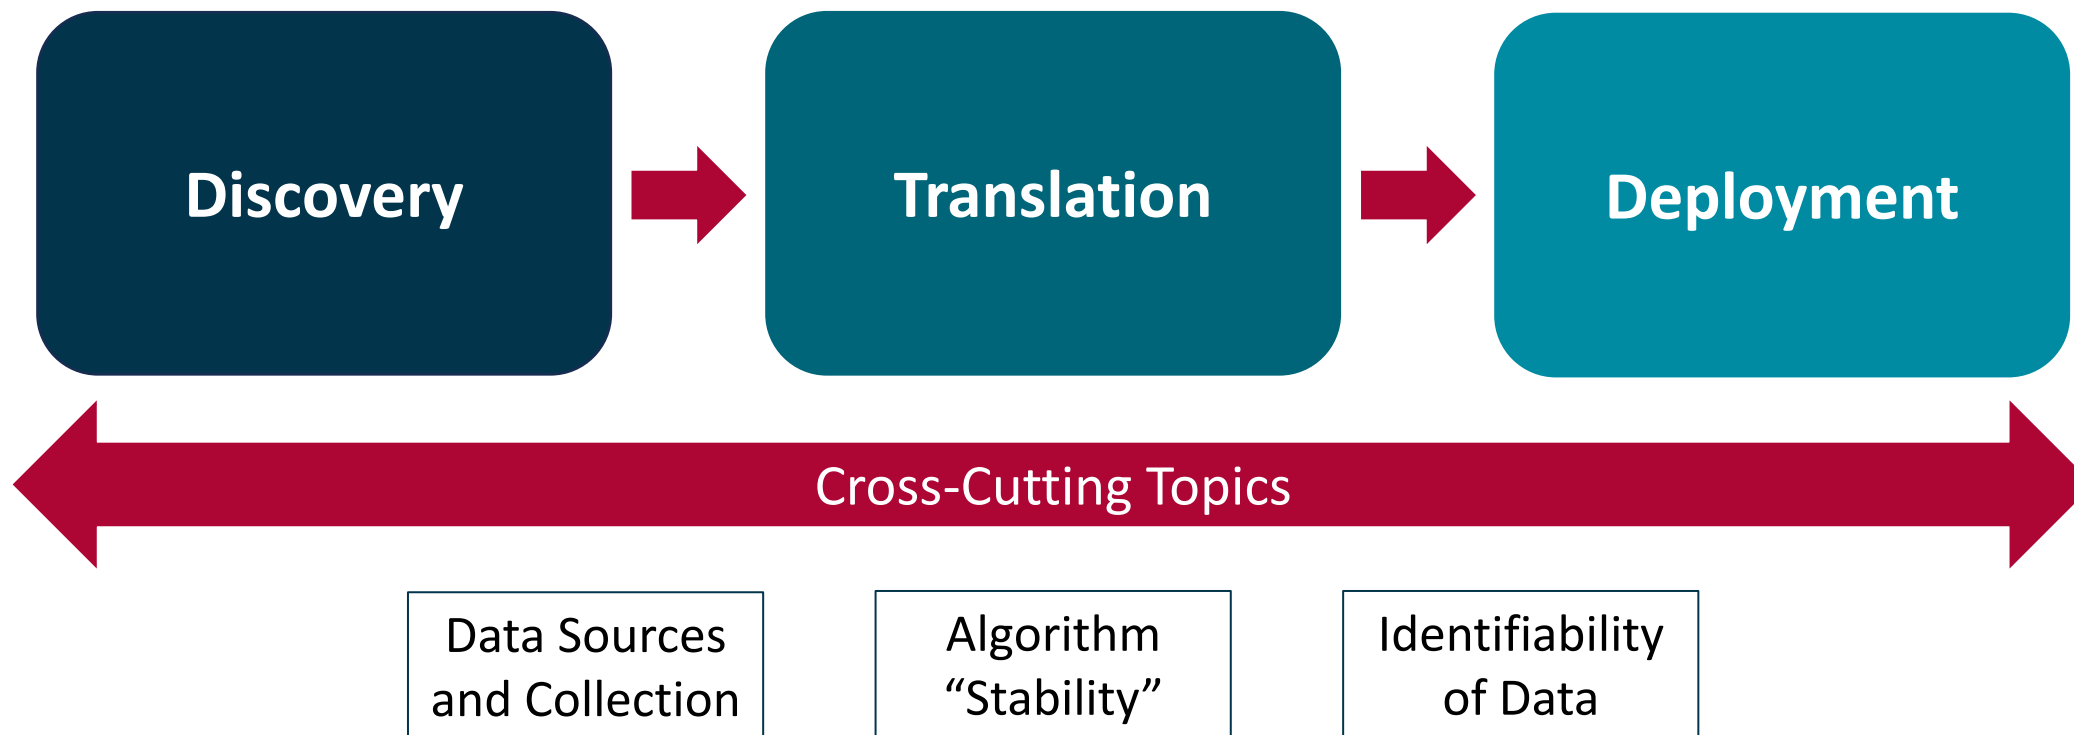 Discovery
Translation
Deployment
Cross-Cutting Topics
Data Sources
and Collection
Algorithm
“Stability”
Identifiability
of Data